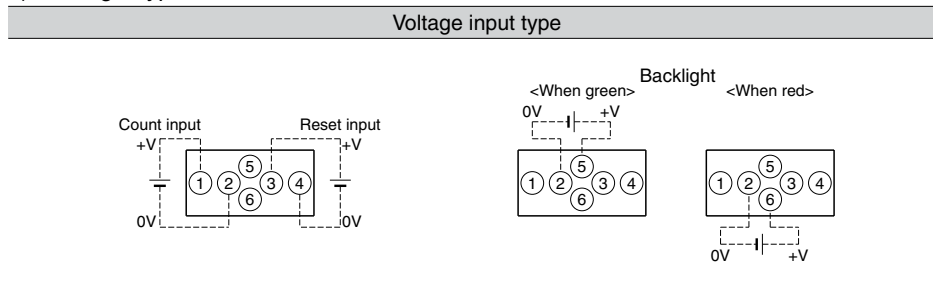 Voltage input type
Backlight
<When green>
<When red>
0V +V
Count input
Reset input
+V
+V
5
1 2 3 4
6
0V
0V
5
1 2 3 4
6
5
1 2 3 4
6
0V +V